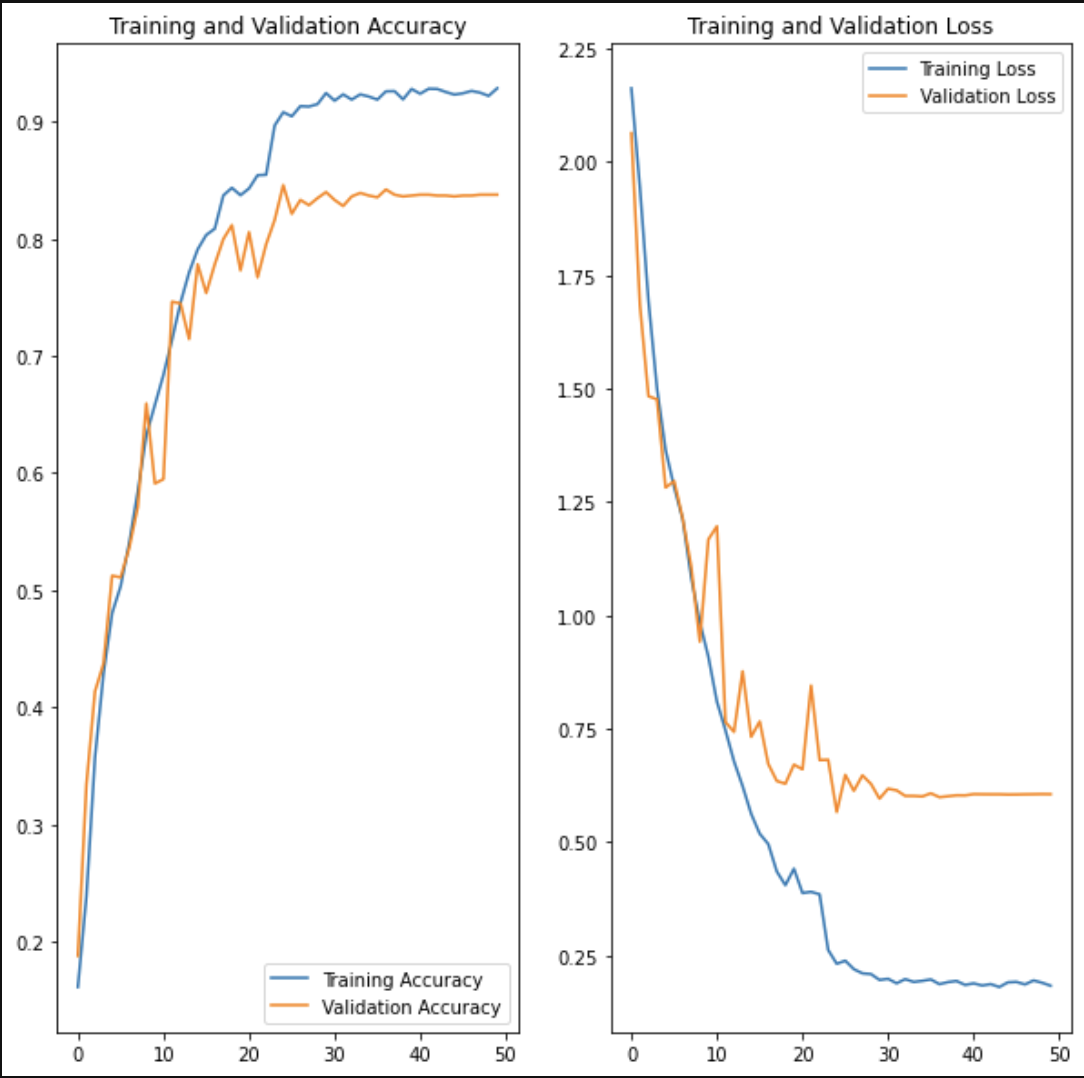 Training and Validation Accuracy
0.9
0.8
0.7
0.6
0.5
0.4
0.3
0.2
Training Accuracy
Validation Accuracy
0 10 20 30 40 50
Training and Validation Loss
2.25
2.00
1.75
1.50
1.25
1.00
0.75
0.50
0.25
Training Loss
Validation Loss
0 10 20 30 40 50